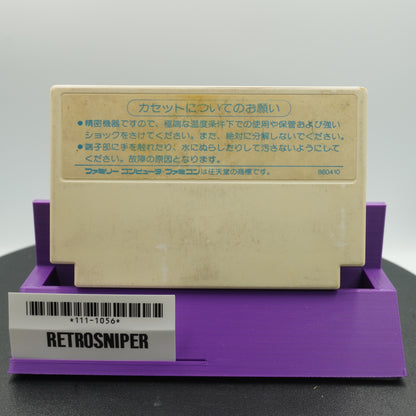 カセットについてのお願い
●精密機器ですので、極端な温度条件下での使用や保管および強い
ショックをさけてください。また、絶対に分解しないでください。
●端子部に手を触れたり、水にぬらしたりして汚さないようにして
ください。故障の原因となります。
ファミリーコンピュータ・ファミコンは任天堂の商標です。 880410
*111-1056*
RETROSNIPER